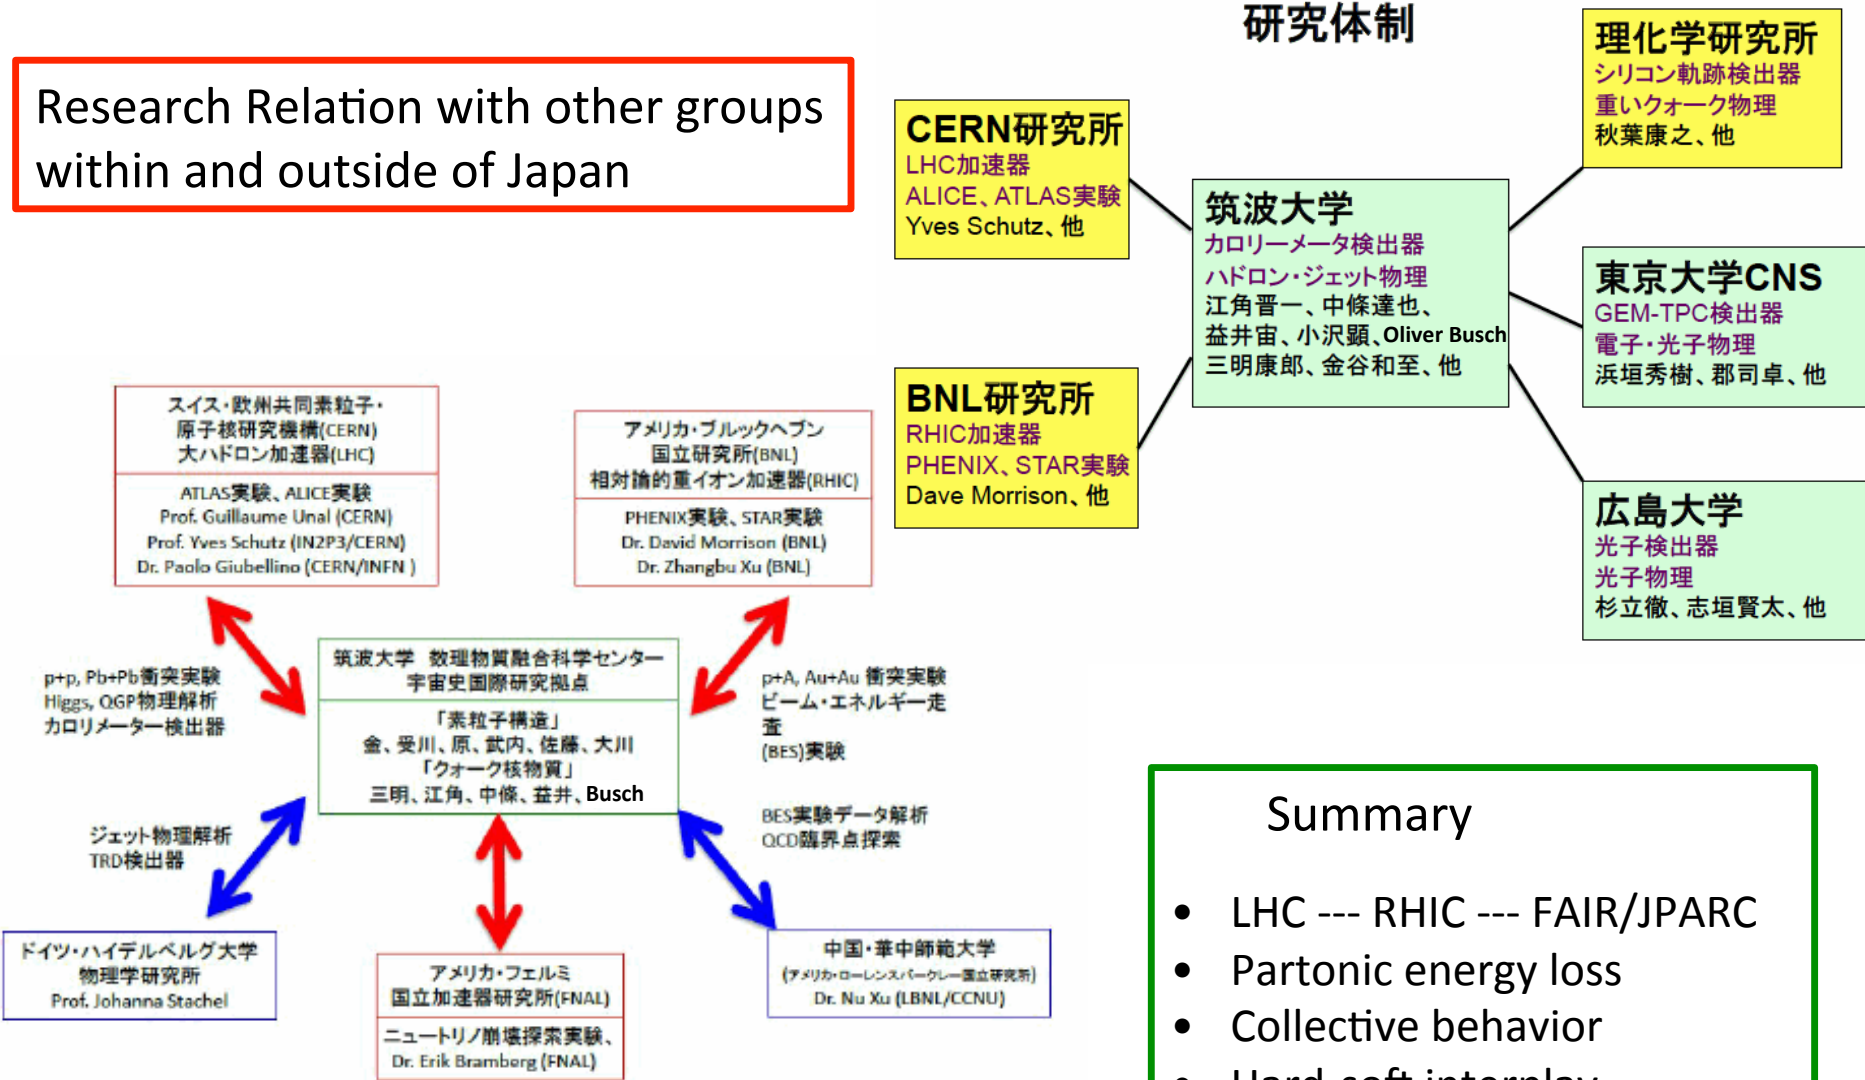 Research Relation with other groups
within and outside of Japan
研究体制
CERN研究所
LHC加速器
ALICE、ATLAS実験
Yves Schutz、他
BNL研究所
RHIC加速器
PHENIX、STAR実験
Dave Morrison、他
筑波大学
カロリーメータ検出器
ハドロン・ジェット物理
江角晋一、中條達也、
益井宙、小沢顕、Oliver Busch
三明康郎、金谷和至、他
理化学研究所
シリコン軌跡検出器
重いクォーク物理
秋葉康之、他
東京大学CNS
GEM-TPC検出器
電子・光子物理
浜垣秀樹、郡司卓、他
広島大学
光子検出器
光子物理
杉立徹、志垣賢太、他
スイス・欧州共同素粒子・
原子核研究機構(CERN)
大ハドロン加速器(LHC)
ATLAS実験、ALICE実験
Prof. Guillaume Unal (CERN)
Prof. Yves Schutz (IN2P3/CERN)
Dr. Paolo Giubellino (CERN/INFN )
アメリカ・ブルックヘブン
国立研究所(BNL)
相対論的重イオン加速器(RHIC)
PHENIX実験、STAR実験
Dr. David Morrison (BNL)
Dr. Zhangbu Xu (BNL)
p+p, Pb+Pb衝突実験
Higgs, QGP物理解析
カロリメーター検出器
筑波大学 数理物質融合科学センター
宇宙史国際研究拠点
「素粒子構造」
金、受川、原、武内、佐藤、大川
「クォーク核物質」
三明、江角、中條、益井、Busch
p+A, Au+Au 衝突実験
ビーム・エネルギー走
査
(BES)実験
ジェット物理解析
TRD検出器
BES実験データ解析
QCD臨界点探索
ドイツ・ハイデルベルグ大学
物理学研究所
Prof. Johanna Stachel
アメリカ・フェルミ
国立加速器研究所(FNAL)
ニュートリノ崩壊探索実験、
Dr. Erik Bramberg (FNAL)
中国・華中師範大学
(アメリカ・ローレンスバークレー国立研究所)
Dr. Nu Xu (LBNL/CCNU)
Summary
• LHC --- RHIC --- FAIR/JPARC
• Partonic energy loss
• Collective behavior
• Hard-soft interplay